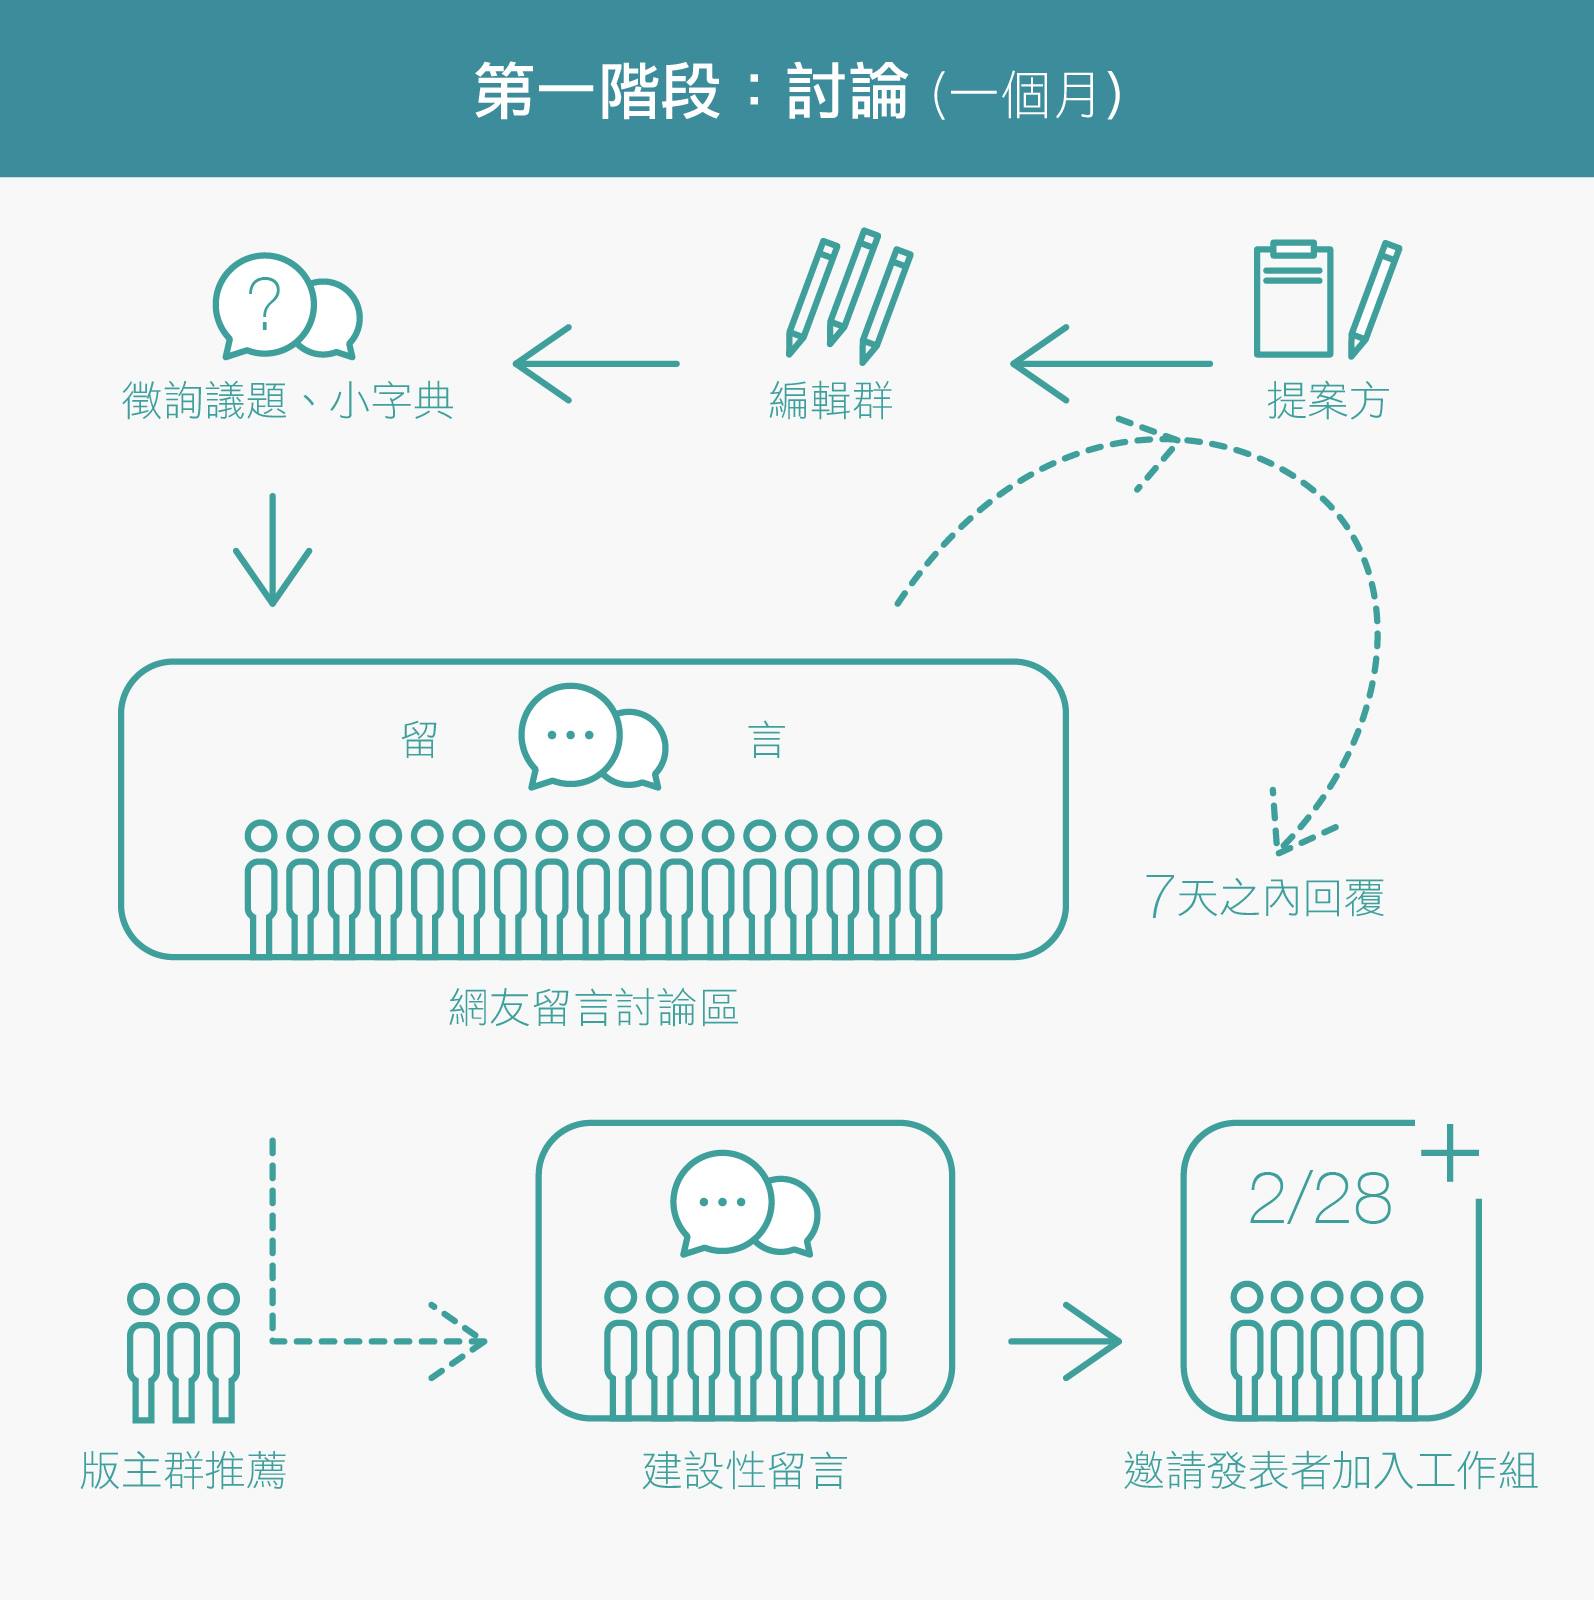 第一階段：討論 (一個月)
?
徵詢議題、小字典
編輯群
提案方
留 言
7天之內回覆
網友留言討論區
2/28
版主群推薦
建設性留言
邀請發表者加入工作組